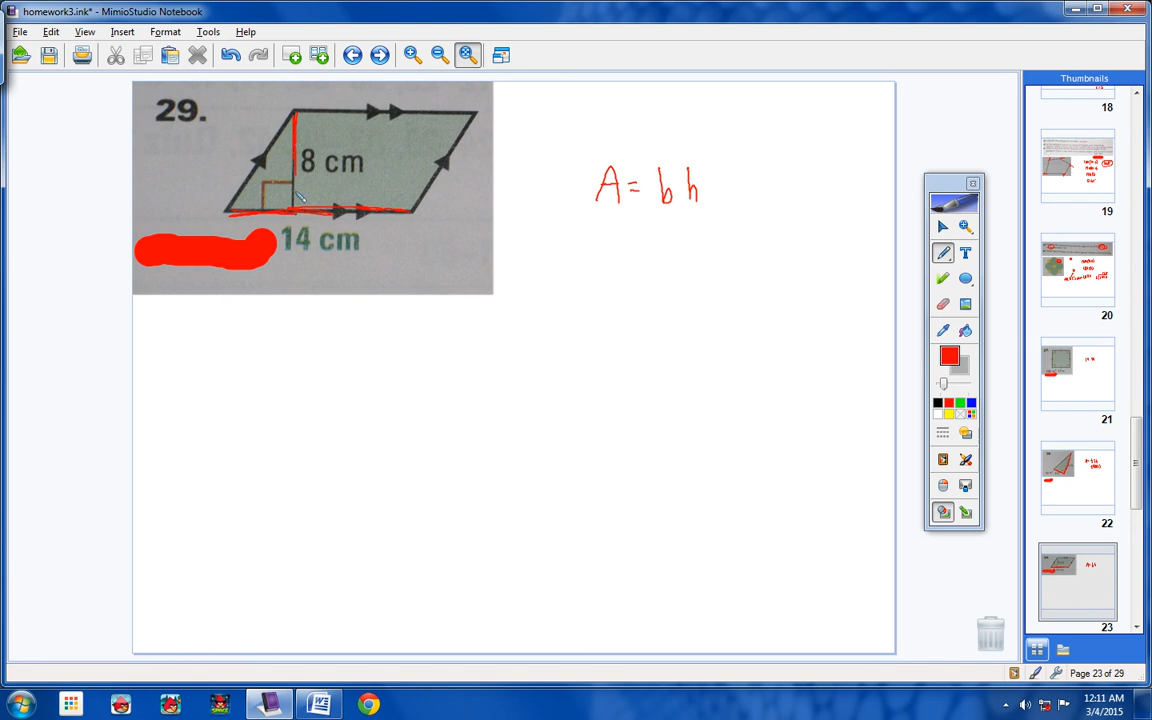 homework3.ink* - MimioStudio Notebook
File Edit View Insert Format Tools Help
Thumbnails
29.
8 cm
14 cm
A = b h
18
19
20
21
22
23
Page 23 of 29
12:11 AM
3/4/2015